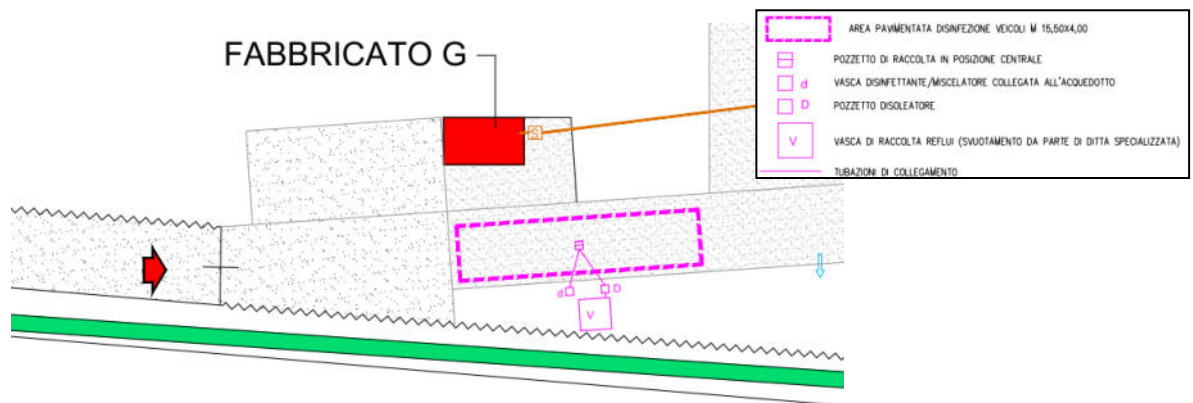 FABBRICATO G
S
d
D
V
AREA PAVIMENTATA DISINFEZIONE VEICOLI M 15,50X4,00
POZZETTO DI RACCOLTA IN POSIZIONE CENTRALE
d VASCA DISINFETTANTE/MISCELATORE COLLEGATA ALL'ACQUEDOTTO
D POZZETTO DISOLEATORE
V VASCA DI RACCOLTA REFLUI (SVUOTAMENTO DA PARTE DI DITTA SPECIALIZZATA)
TUBAZIONI DI COLLEGAMENTO